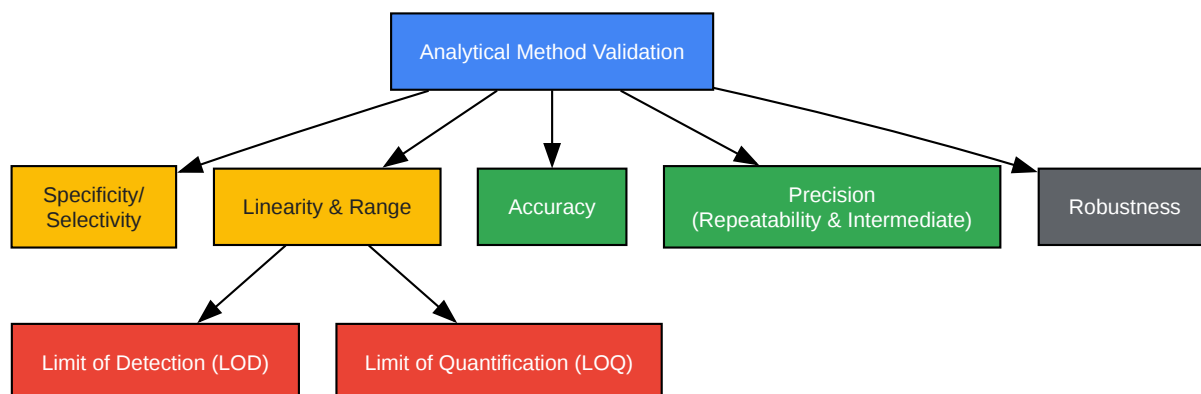 Analytical Method Validation
Specificity/
Selectivity
Linearity & Range
Accuracy
Precision
(Repeatability & Intermediate)
Robustness
Limit of Detection (LOD)
Limit of Quantification (LOQ)